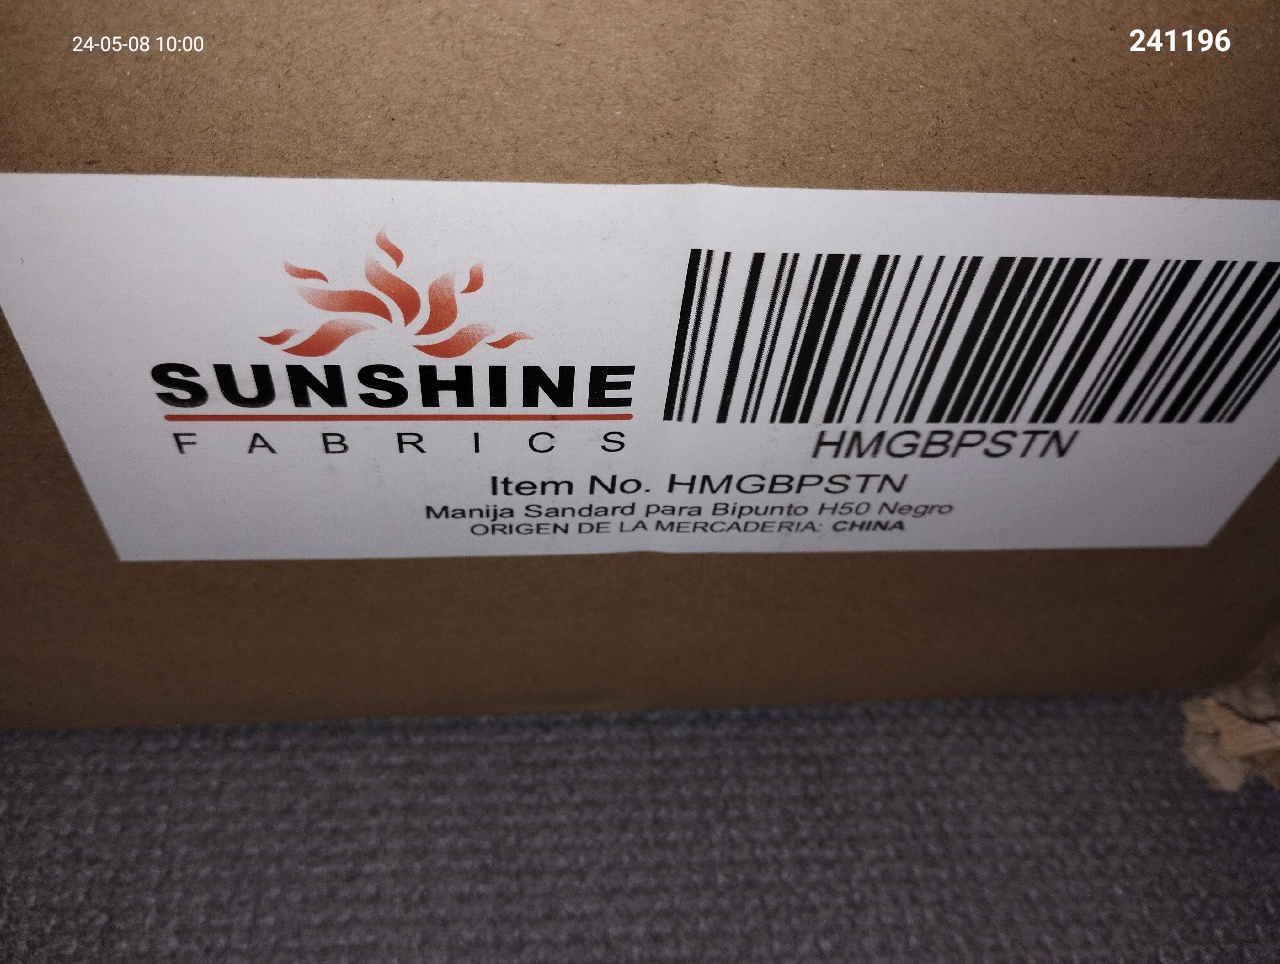 24-05-08 10:00
241196
SUNSHINE
FABRICS
HMGBPSTN
Item No. HMGBPSTN
Manija Sandard para Bipunto H50 Negro
ORIGEN DE LA MERCADERIA: CHINA